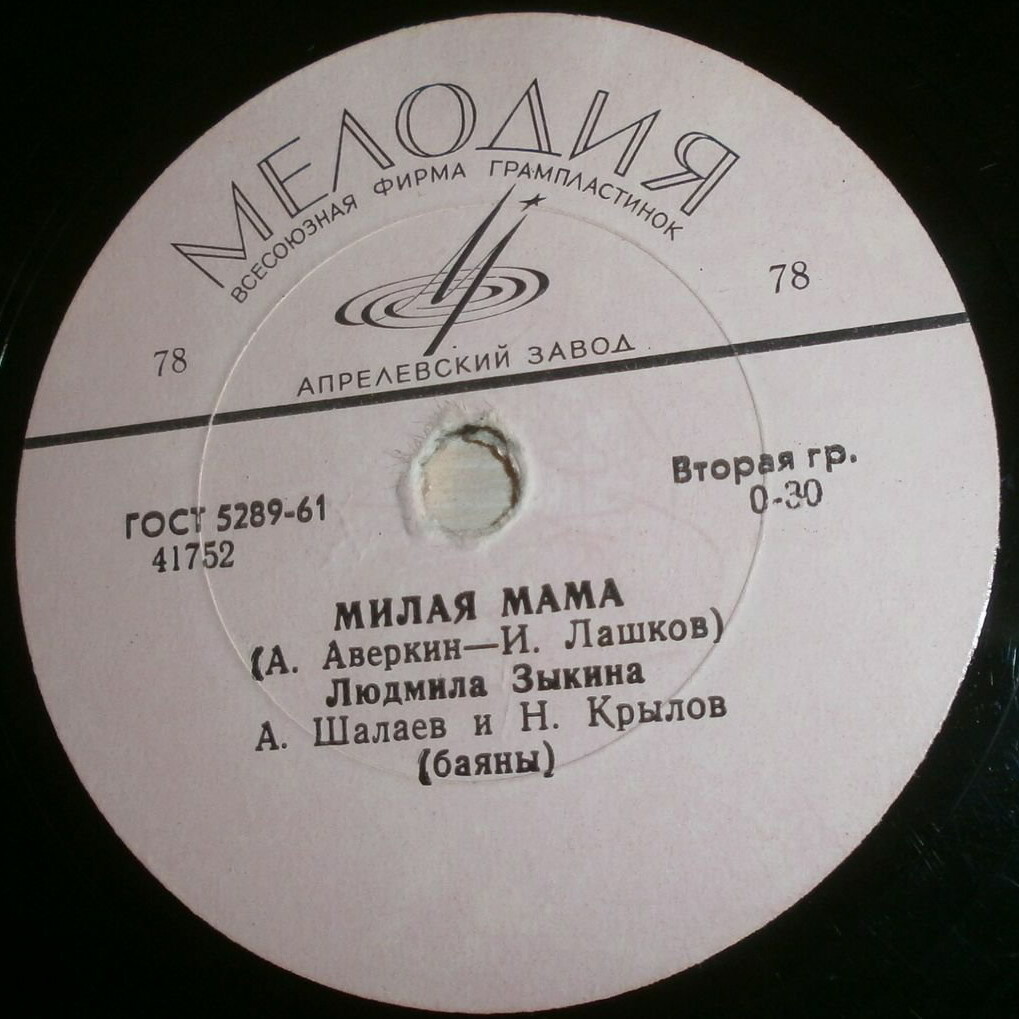 МЕЛОДИЯ
ВСЕСОЮЗНАЯ ФИРМА ГРАМПЛАСТИНОК
78
78
АПРЕЛЕВСКИЙ ЗАВОД
ГОСТ 5289-61
41752
Вторая гр.
0-30
МИЛАЯ МАМА
(А. Аверкин—И. Лашков)
Людмила Зыкина
А. Шалаев и Н. Крылов
(баяны)